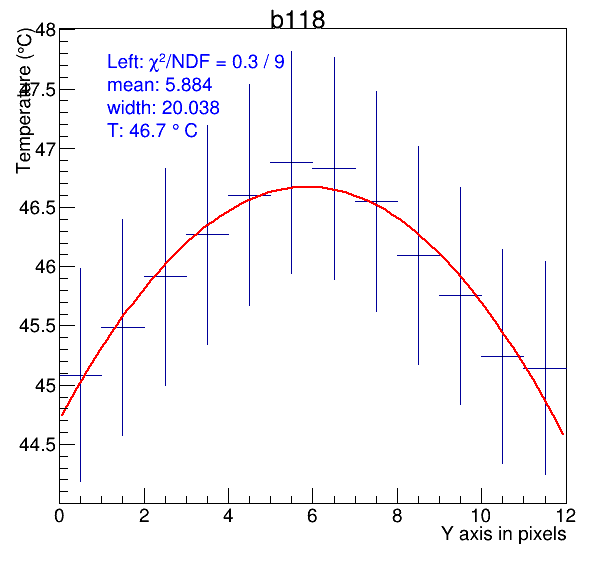 b118
Temperature (°C)
Left: χ²/NDF = 0.3 / 9
mean: 5.884
width: 20.038
T: 46.7 ° C
48
47.5
47
46.5
46
45.5
45
44.5
0 2 4 6 8 10 12
Y axis in pixels